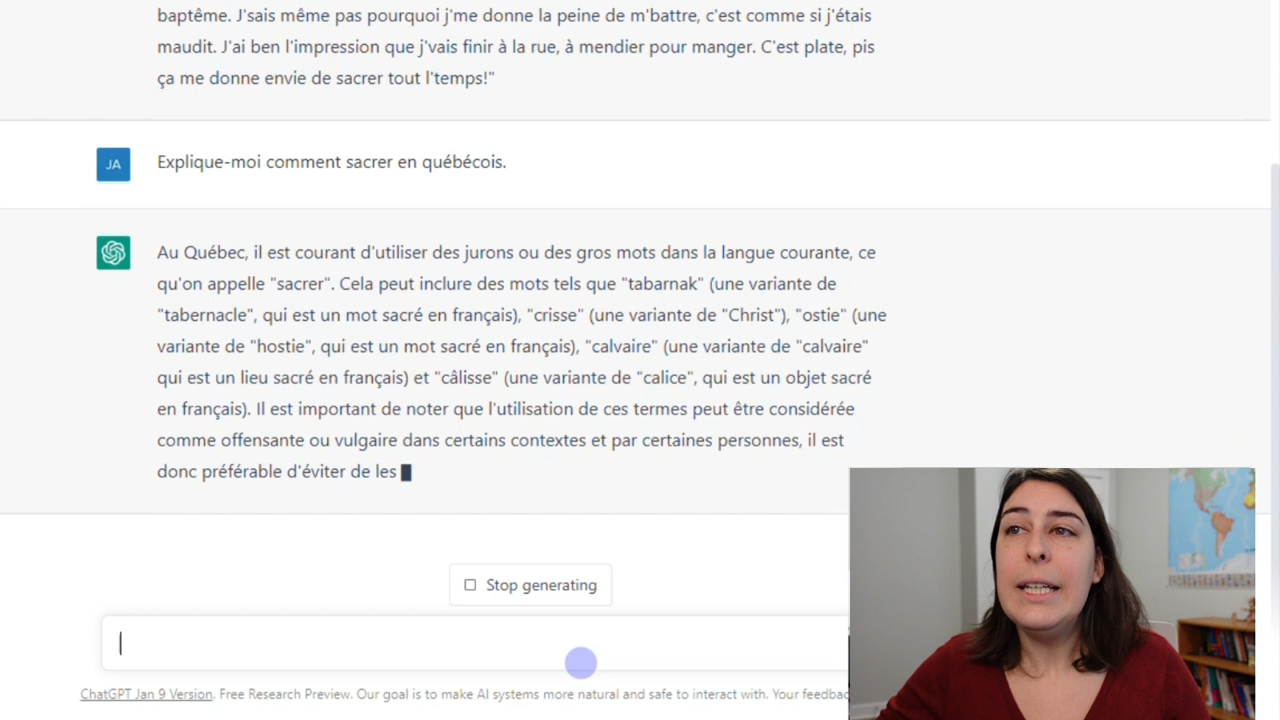 baptême. J'sais même pas pourquoi j'me donne la peine de m'battre, c'est comme si j'étais
maudit. J'ai ben l'impression que j'vais finir à la rue, à mendier pour manger. C'est plate, pis
ça me donne envie de sacrer tout l'temps!"
JA
Explique-moi comment sacrer en québécois.
Au Québec, il est courant d'utiliser des jurons ou des gros mots dans la langue courante, ce
qu'on appelle "sacrer". Cela peut inclure des mots tels que "tabarnak" (une variante de
"tabernacle", qui est un mot sacré en français), "crisse" (une variante de "Christ"), "ostie" (une
variante de "hostie", qui est un mot sacré en français), "calvaire" (une variante de "calvaire"
qui est un lieu sacré en français) et "câlisse" (une variante de "calice", qui est un objet sacré
en français). Il est important de noter que l'utilisation de ces termes peut être considérée
comme offensante ou vulgaire dans certains contextes et par certaines personnes, il est
donc préférable d'éviter de les
Stop generating
ChatGPT Jan 9 Version. Free Research Preview. Our goal is to make AI systems more natural and safe to interact with. Your feedbac